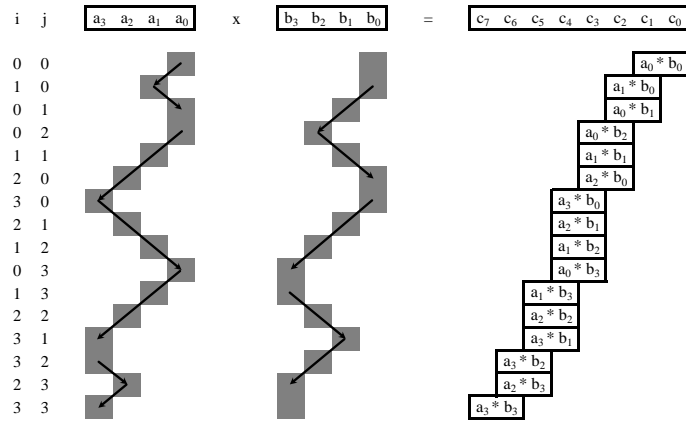 i j a₃ a₂ a₁ a₀ x b₃ b₂ b₁ b₀ = c₇ c₆ c₅ c₄ c₃ c₂ c₁ c₀
0 0 a₀ * b₀
1 0 a₁ * b₀
0 1 a₀ * b₁
0 2 a₀ * b₂
1 1 a₁ * b₁
2 0 a₂ * b₀
3 0 a₃ * b₀
2 1 a₂ * b₁
1 2 a₁ * b₂
0 3 a₀ * b₃
1 3 a₁ * b₃
2 2 a₂ * b₂
3 1 a₃ * b₁
3 2 a₃ * b₂
2 3 a₂ * b₃
3 3 a₃ * b₃